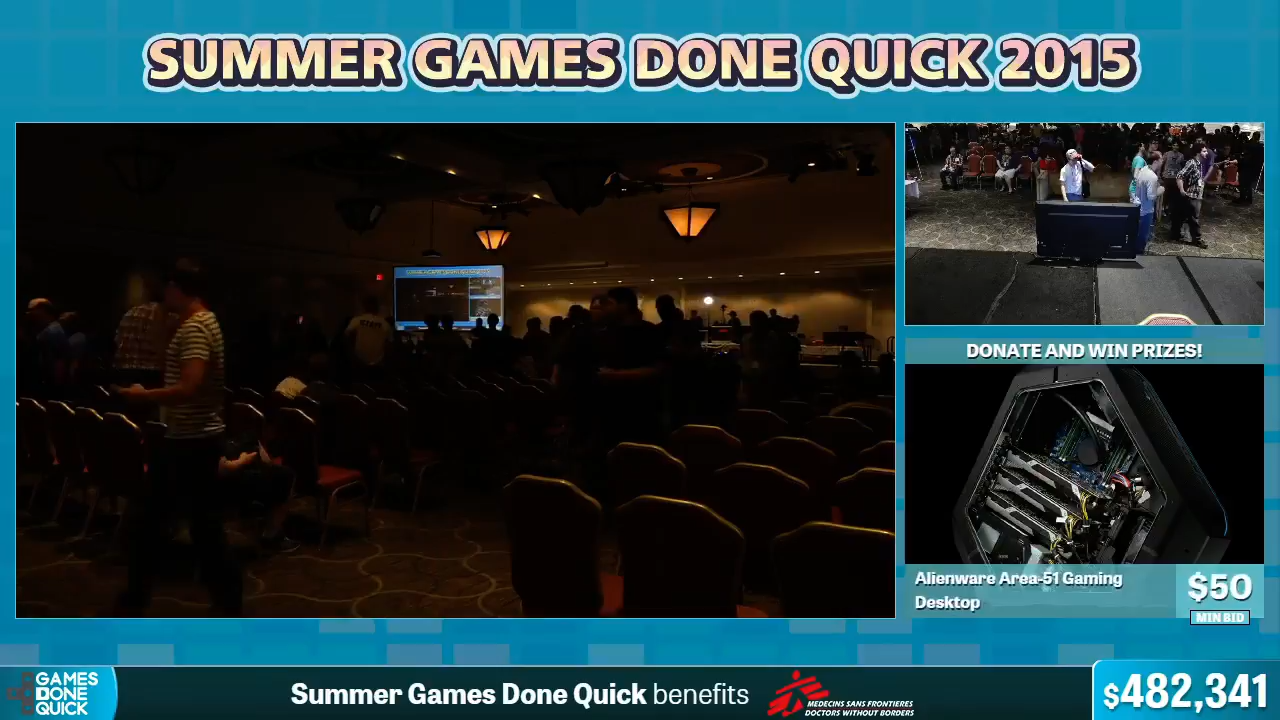 SUMMER GAMES DONE QUICK 2015
DONATE AND WIN PRIZES!
Alienware Area-51 Gaming
Desktop
$50
MIN BID
GAMES
DONE
QUICK
Summer Games Done Quick benefits
MEDECINS SANS FRONTIERES
DOCTORS WITHOUT BORDERS
$482,341